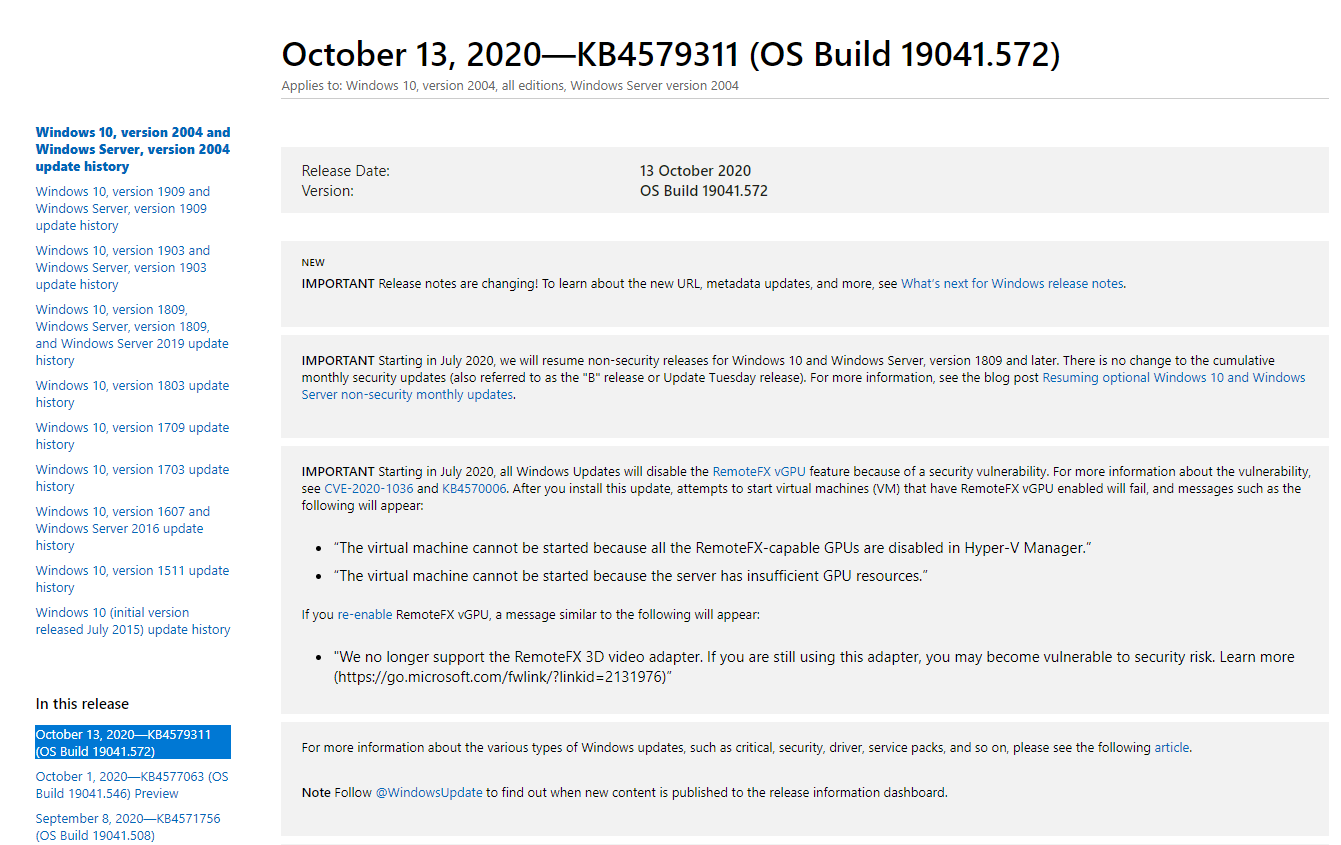 October 13, 2020—KB4579311 (OS Build 19041.572)
Applies to: Windows 10, version 2004, all editions, Windows Server version 2004
Windows 10, version 2004 and
Windows Server, version 2004
update history
Windows 10, version 1909 and
Windows Server, version 1909
update history
Windows 10, version 1903 and
Windows Server, version 1903
update history
Windows 10, version 1809,
Windows Server, version 1809,
and Windows Server 2019 update
history
Windows 10, version 1803 update
history
Windows 10, version 1709 update
history
Windows 10, version 1703 update
history
Windows 10, version 1607 and
Windows Server 2016 update
history
Windows 10, version 1511 update
history
Windows 10 (initial version
released July 2015) update history
In this release
October 13, 2020—KB4579311
(OS Build 19041.572)
October 1, 2020—KB4577063 (OS
Build 19041.546) Preview
September 8, 2020—KB4571756
(OS Build 19041.508)
Release Date: 13 October 2020
Version: OS Build 19041.572
NEW
IMPORTANT Release notes are changing! To learn about the new URL, metadata updates, and more, see What's next for Windows release notes.
IMPORTANT Starting in July 2020, we will resume non-security releases for Windows 10 and Windows Server, version 1809 and later. There is no change to the cumulative
monthly security updates (also referred to as the "B" release or Update Tuesday release). For more information, see the blog post Resuming optional Windows 10 and Windows
Server non-security monthly updates.
IMPORTANT Starting in July 2020, all Windows Updates will disable the RemoteFX vGPU feature because of a security vulnerability. For more information about the vulnerability,
see CVE-2020-1036 and KB4570006. After you install this update, attempts to start virtual machines (VM) that have RemoteFX vGPU enabled will fail, and messages such as the
following will appear:
• “The virtual machine cannot be started because all the RemoteFX-capable GPUs are disabled in Hyper-V Manager.”
• “The virtual machine cannot be started because the server has insufficient GPU resources.”
If you re-enable RemoteFX vGPU, a message similar to the following will appear:
• "We no longer support the RemoteFX 3D video adapter. If you are still using this adapter, you may become vulnerable to security risk. Learn more
(https://go.microsoft.com/fwlink/?linkid=2131976)”
For more information about the various types of Windows updates, such as critical, security, driver, service packs, and so on, please see the following article.
Note Follow @WindowsUpdate to find out when new content is published to the release information dashboard.